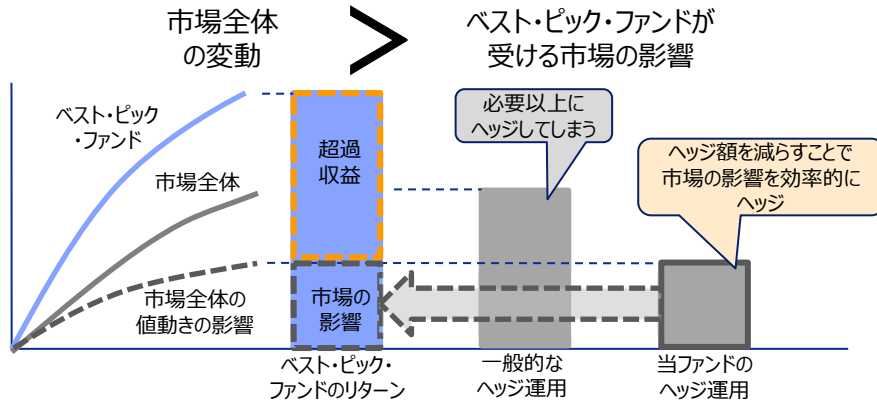 市場全体
の変動
>
ベスト・ピック・ファンドが
受ける市場の影響
ベスト・ピック
・ファンド
市場全体
市場全体の
値動きの影響
超過
収益
市場の
影響
必要以上に
ヘッジしてしまう
ヘッジ額を減らすことで
市場の影響を効率的に
ヘッジ
ベスト・ピック・
ファンドのリターン
一般的な
ヘッジ運用
当ファンドの
ヘッジ運用